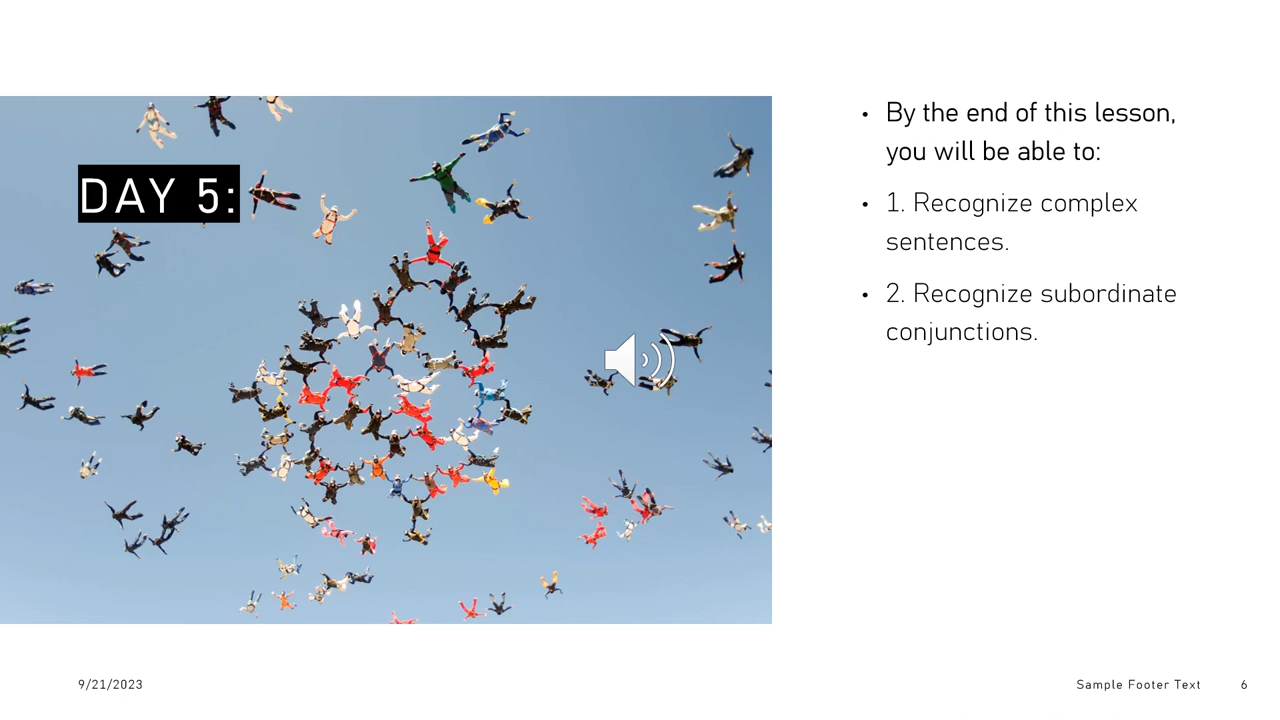 DAY 5:
• By the end of this lesson,
you will be able to:
• 1. Recognize complex
sentences.
• 2. Recognize subordinate
conjunctions.
9/21/2023
Sample Footer Text
6